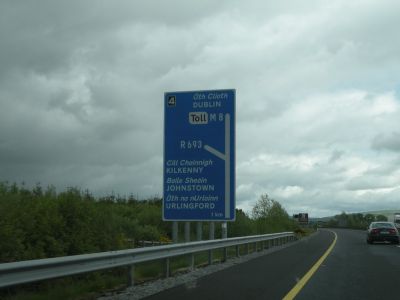 4
Áth Cliath
DUBLIN
Toll M 8
R 693
Cill Chainnigh
KILKENNY
Baile Sheáin
JOHNSTOWN
Áth na nUrlainn
URLINGFORD
1 km